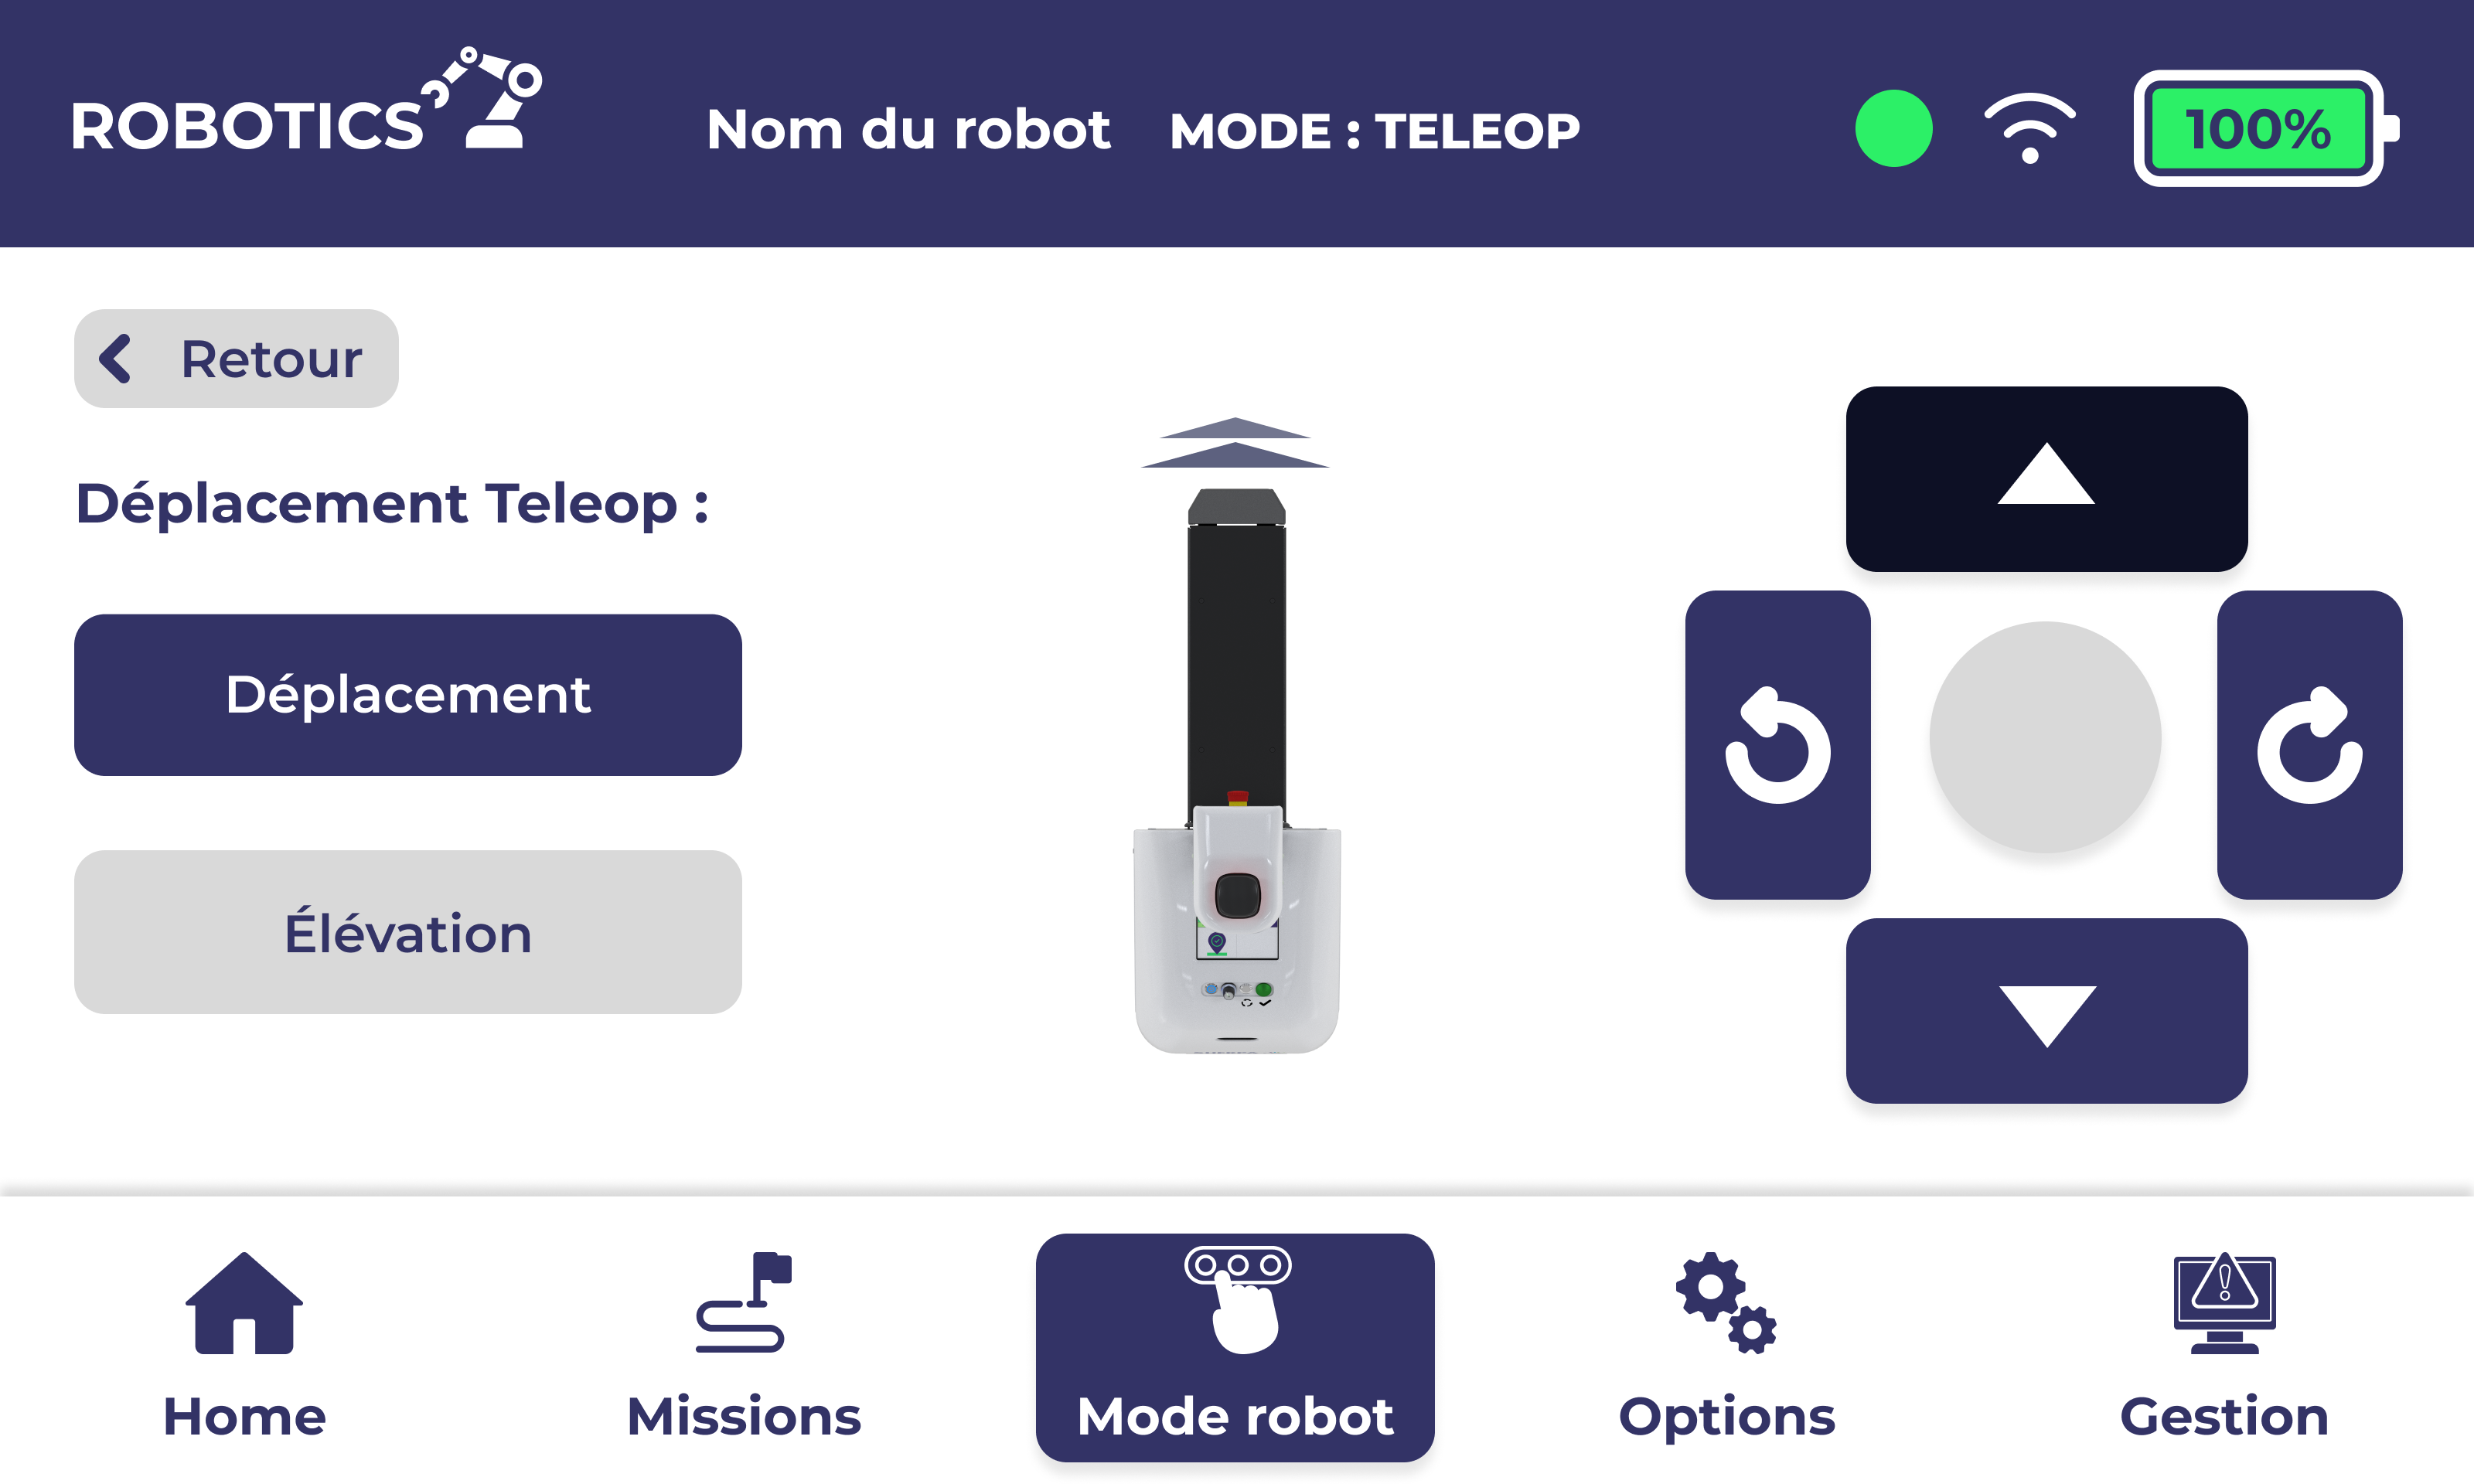 ROBOTICS
Nom du robot MODE : TELEOP
100%
Retour
Déplacement Teleop :
Déplacement
Élévation
Home
Missions
Mode robot
Options
Gestion